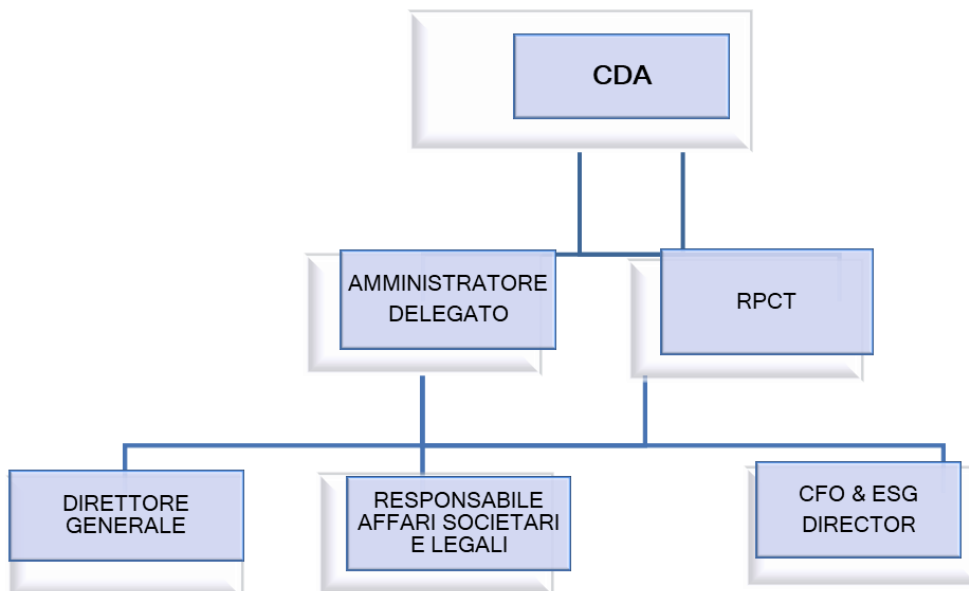 CDA
AMMINISTRATORE
DELEGATO
RPCT
DIRETTORE
GENERALE
RESPONSABILE
AFFARI SOCIETARI
E LEGALI
CFO & ESG
DIRECTOR